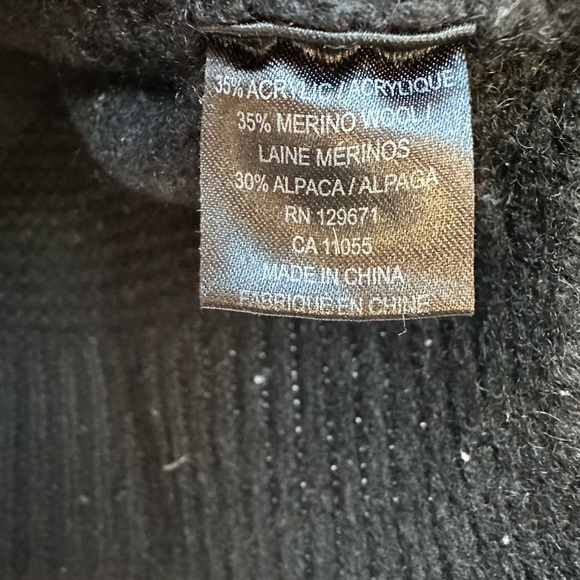 35% ACRYLIC / ACRYLIQUE
35% MERINO WOOL
LAINE MERINOS
30% ALPACA / ALPAGA
RN 129671
CA 11055
MADE IN CHINA
FABRIQUE EN CHINE